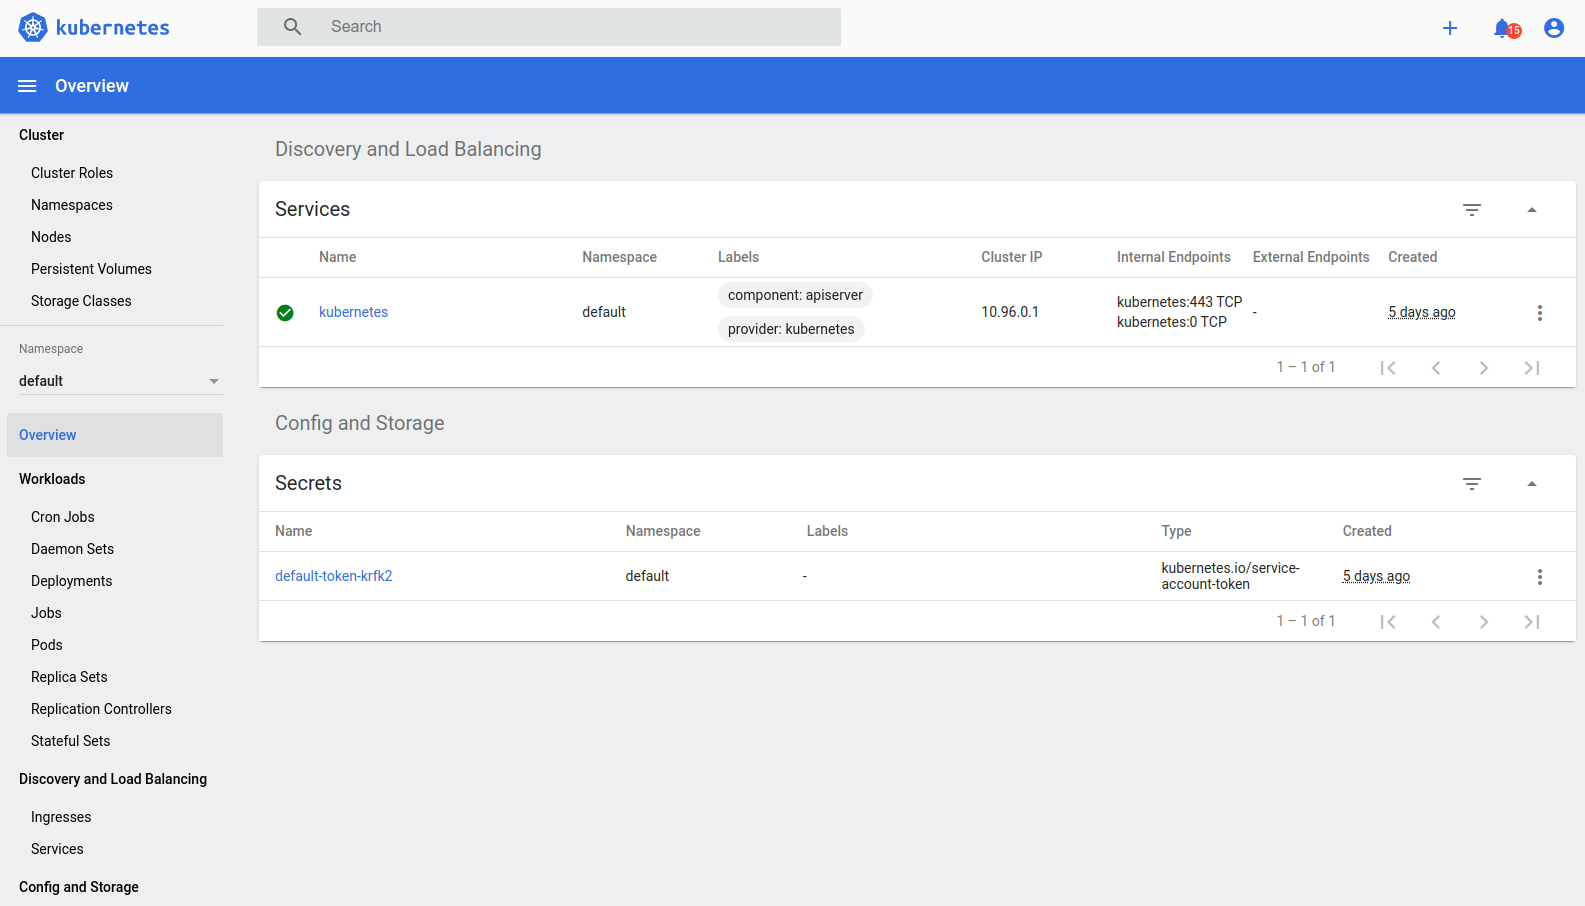 kubernetes
Search
15
Overview
Cluster
Cluster Roles
Namespaces
Nodes
Persistent Volumes
Storage Classes
Namespace
default
Overview
Workloads
Cron Jobs
Daemon Sets
Deployments
Jobs
Pods
Replica Sets
Replication Controllers
Stateful Sets
Discovery and Load Balancing
Ingresses
Services
Config and Storage
Discovery and Load Balancing
Services
Name Namespace Labels Cluster IP Internal Endpoints External Endpoints Created
component: apiserver
kubernetes default 10.96.0.1 kubernetes:443 TCP - 5 days ago
kubernetes:0 TCP
provider: kubernetes
1 – 1 of 1
Config and Storage
Secrets
Name Namespace Labels Type Created
default-token-krfk2 default - kubernetes.io/service- 5 days ago
account-token
1 – 1 of 1